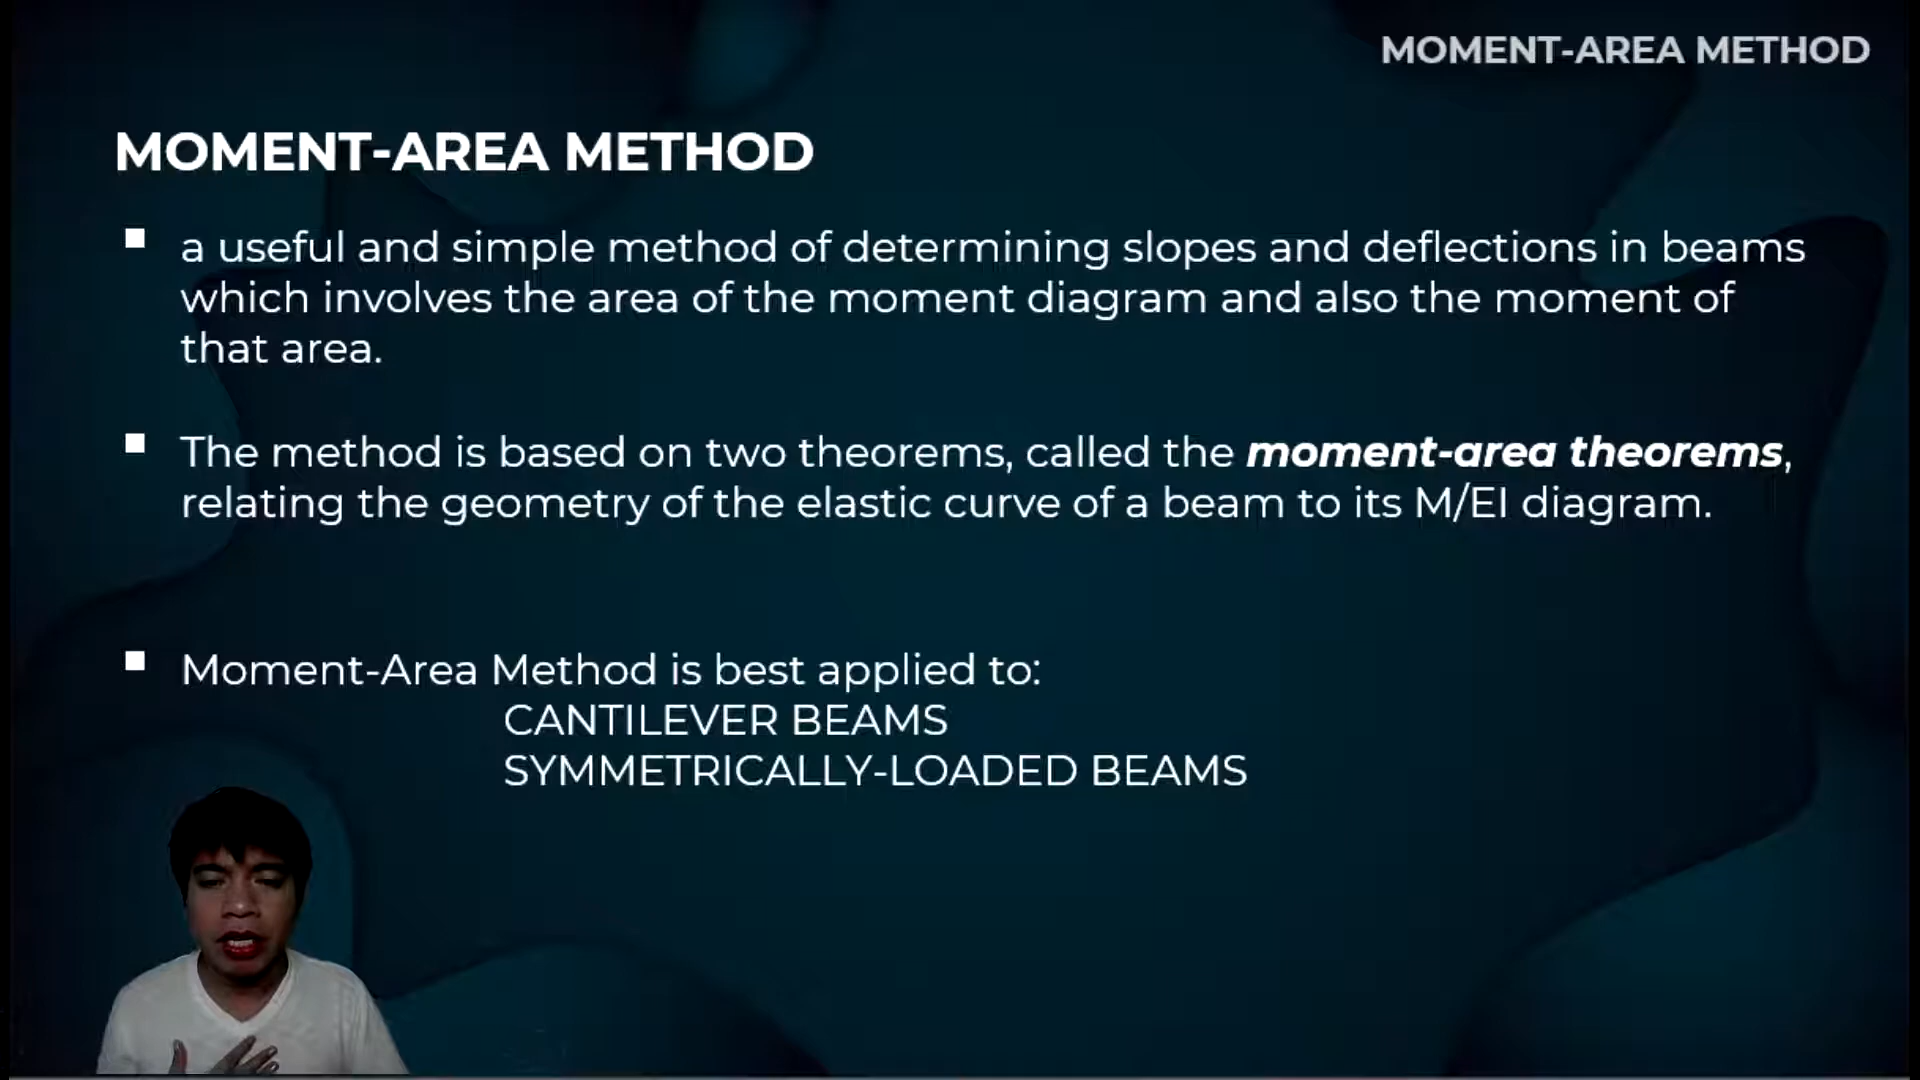 MOMENT-AREA METHOD
MOMENT-AREA METHOD
▪ a useful and simple method of determining slopes and deflections in beams
which involves the area of the moment diagram and also the moment of
that area.
▪ The method is based on two theorems, called the moment-area theorems,
relating the geometry of the elastic curve of a beam to its M/EI diagram.
▪ Moment-Area Method is best applied to:
CANTILEVER BEAMS
SYMMETRICALLY-LOADED BEAMS